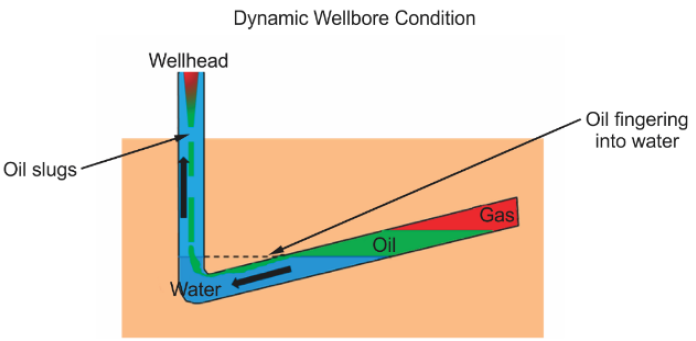 Dynamic Wellbore Condition
Wellhead
Oil fingering
into water
Oil slugs
Gas
Oil
Water